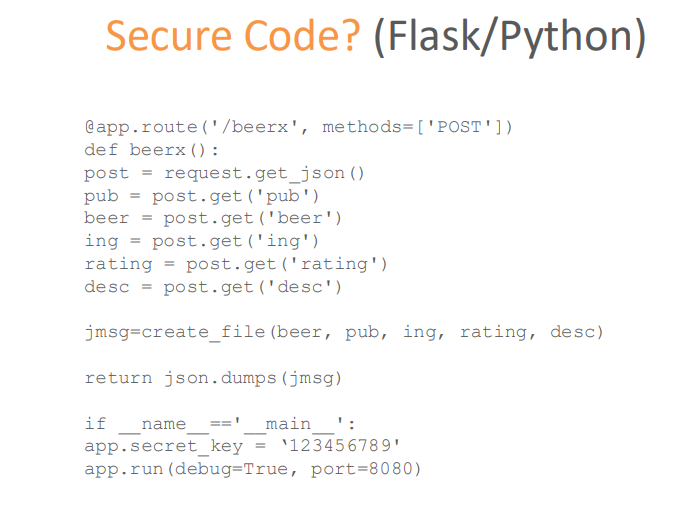 Secure Code? (Flask/Python)
@app.route('/beerx', methods=['POST'])
def beerx():
post = request.get_json()
pub = post.get('pub')
beer = post.get('beer')
ing = post.get('ing')
rating = post.get('rating')
desc = post.get('desc')
jmsg=create_file(beer, pub, ing, rating, desc)
return json.dumps(jmsg)
if __name__=='__main__':
app.secret_key = ‘123456789'
app.run(debug=True, port=8080)